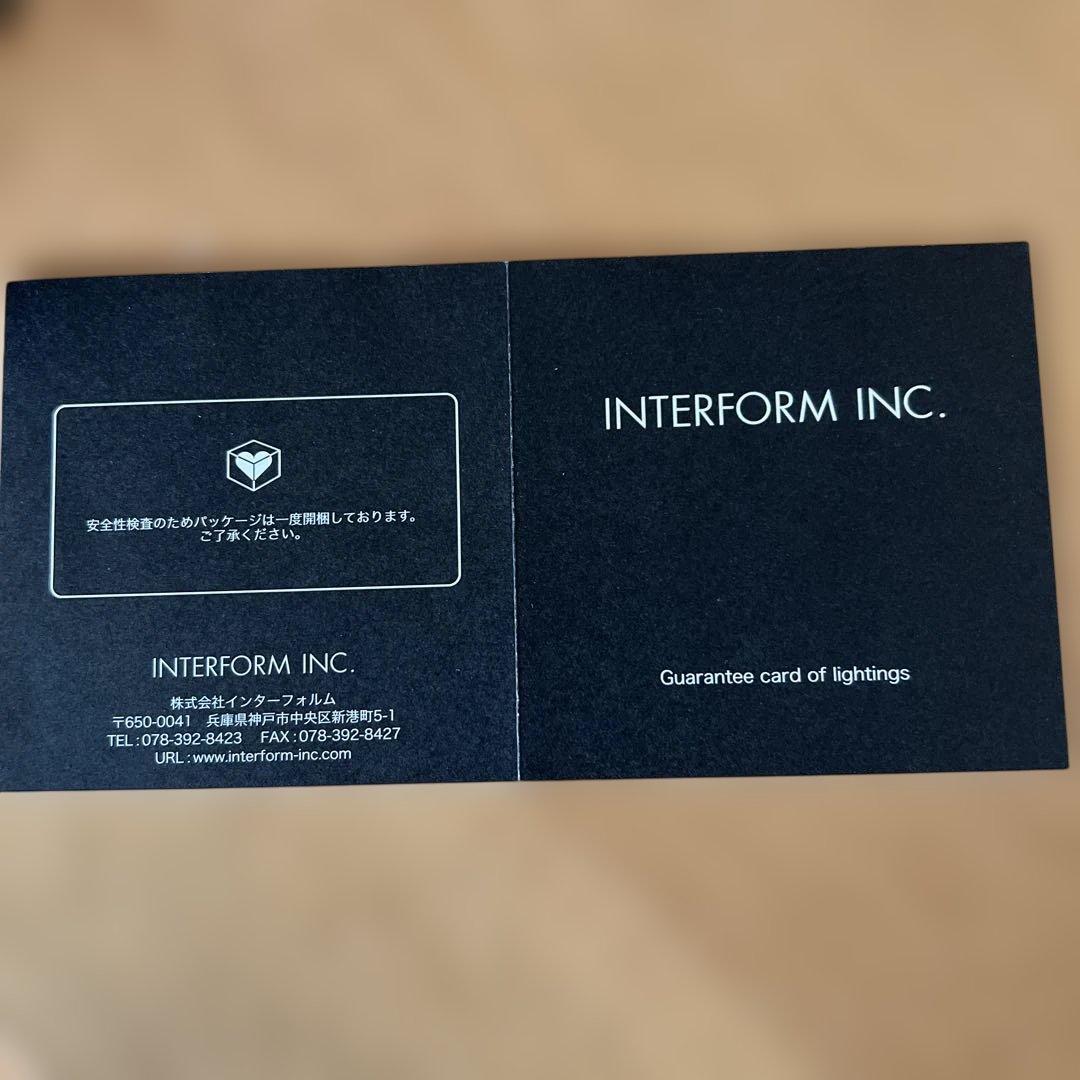 安全性検査のためパッケージは一度開梱しております。
ご了承ください。
INTERFORM INC.
株式会社インターフォルム
〒650-0041 兵庫県神戸市中央区新港町5-1
TEL : 078-392-8423 FAX : 078-392-8427
URL : www.interform-inc.com
INTERFORM INC.
Guarantee card of lightings